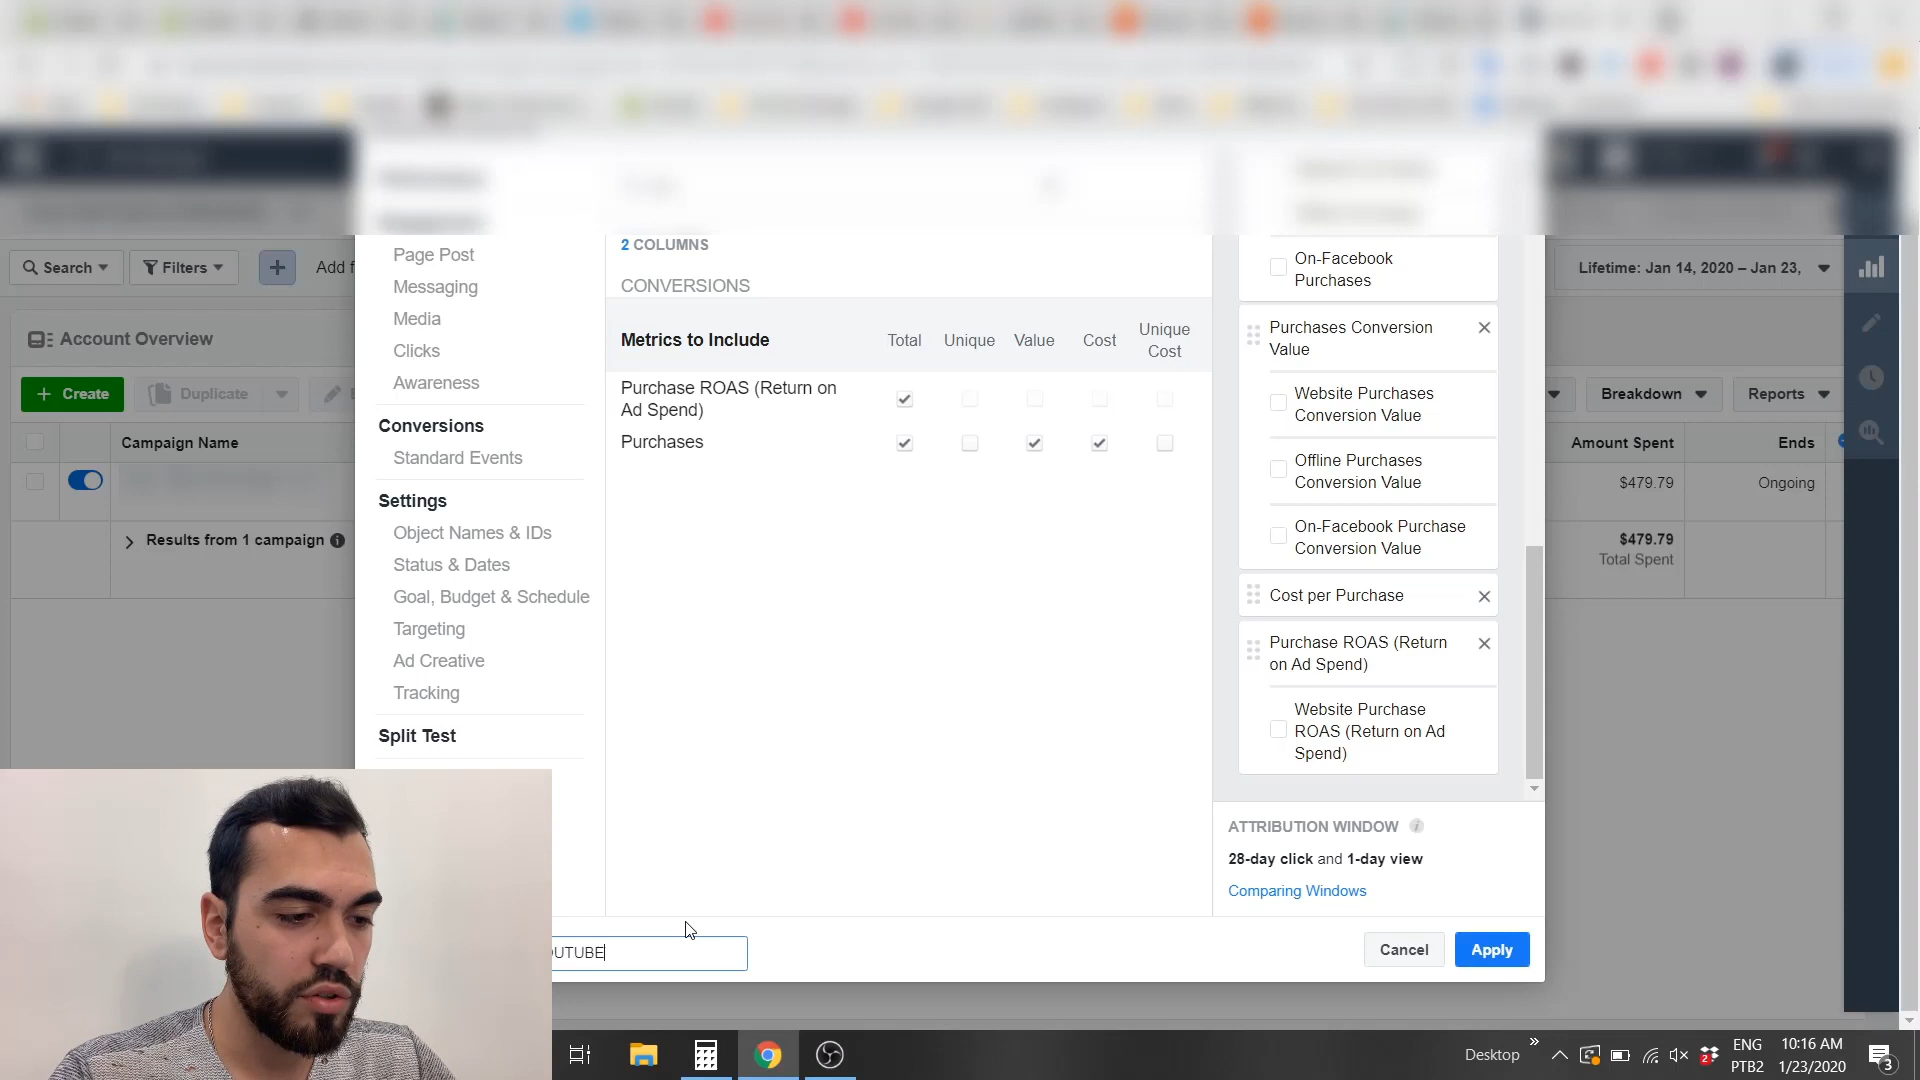 Page Post
Messaging
Media
Clicks
Awareness
Conversions
Standard Events
Settings
Object Names & IDs
Status & Dates
Goal, Budget & Schedule
Targeting
Ad Creative
Tracking
Split Test
2 COLUMNS
CONVERSIONS
Metrics to Include
Total
Unique
Value
Cost
Unique
Cost
Purchase ROAS (Return on
Ad Spend)
Purchases
On-Facebook
Purchases
Purchases Conversion
Value
Website Purchases
Conversion Value
Offline Purchases
Conversion Value
On-Facebook Purchase
Conversion Value
Cost per Purchase
Purchase ROAS (Return
on Ad Spend)
Website Purchase
ROAS (Return on Ad
Spend)
ATTRIBUTION WINDOW
28-day click and 1-day view
Comparing Windows
Cancel
Apply
Search
Filters
Add
Lifetime: Jan 14, 2020 – Jan 23,
Account Overview
Create
Duplicate
Breakdown
Reports
Campaign Name
Amount Spent
Ends
$479.79
Ongoing
Results from 1 campaign
$479.79
Total Spent
Desktop
ENG
PTB2
10:16 AM
1/23/2020
2
3